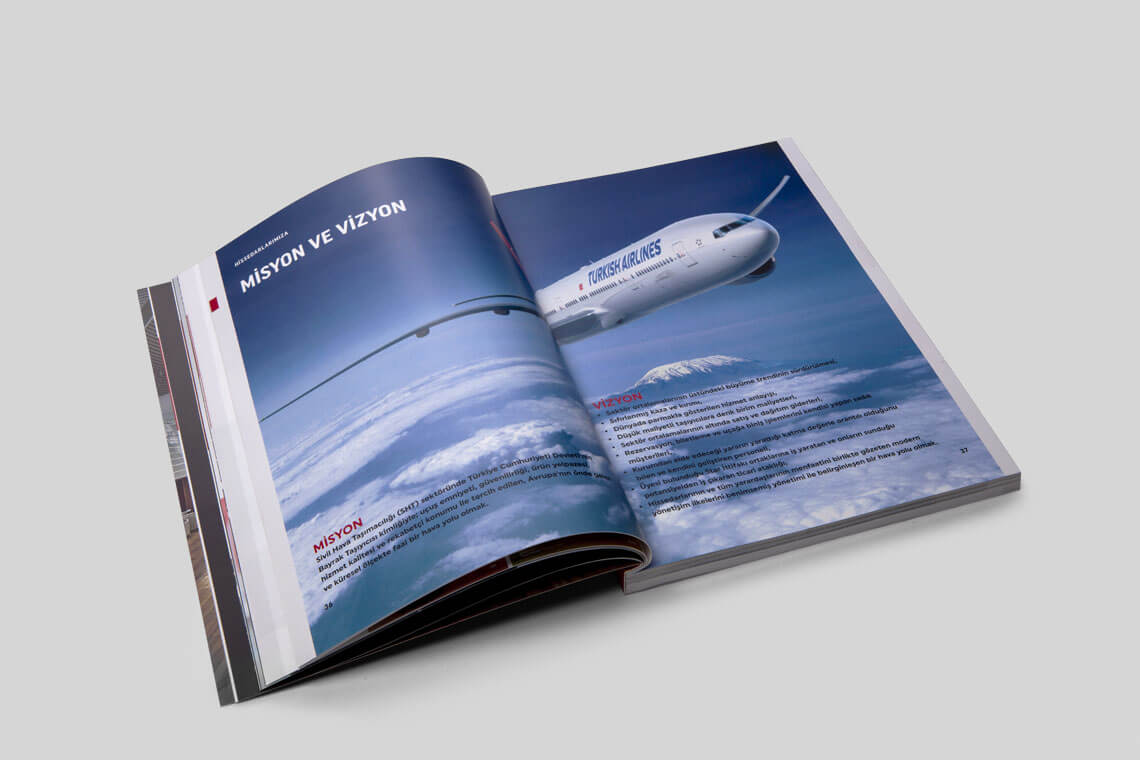 HİSSEDARLARIMIZA
MİSYON VE VİZYON
MİSYON
Sivil Hava Taşımacılığı (SHT) sektöründe Türkiye Cumhuriyeti Devleti'nin
Bayrak Taşıyıcısı kimliğiyle; uçuş emniyeti, güvenilirliği, ürün yelpazesi,
hizmet kalitesi ve rekabetçi konumu ile tercih edilen, Avrupa'nın önde gelen
ve küresel ölçekte faal bir hava yolu olmak.
36
TURKISH AIRLINES
VİZYON
• Sektör ortalamalarının üstündeki büyüme trendinin sürdürülmesi,
• Sıfırlanmış kaza ve kırım,
• Dünyada parmakla gösterilen hizmet anlayışı,
• Düşük maliyetli taşıyıcılara denk birim maliyetleri,
• Sektör ortalamalarının altında satış ve dağıtım giderleri,
• Rezervasyon, biletleme ve uçağa biniş işlemlerini kendisi yapan sada
müşterileri,
• Kurumdan elde edeceği yararın yarattığı katma değerle orantılı olduğunu
bilen ve kendini geliştiren personeli,
• Üyesi bulunduğu Star ittifakı ortaklarına iş yaratan ve onların sunduğu
potansiyelden iş çıkaran ticari ataklığı,
• Hissedarlarının ve tüm yarardaşlarının menfaatini birlikte gözeten modern
yönetişim ilkelerini benimsemiş yönetimi ile belirginleşen bir hava yolu olmak.
37